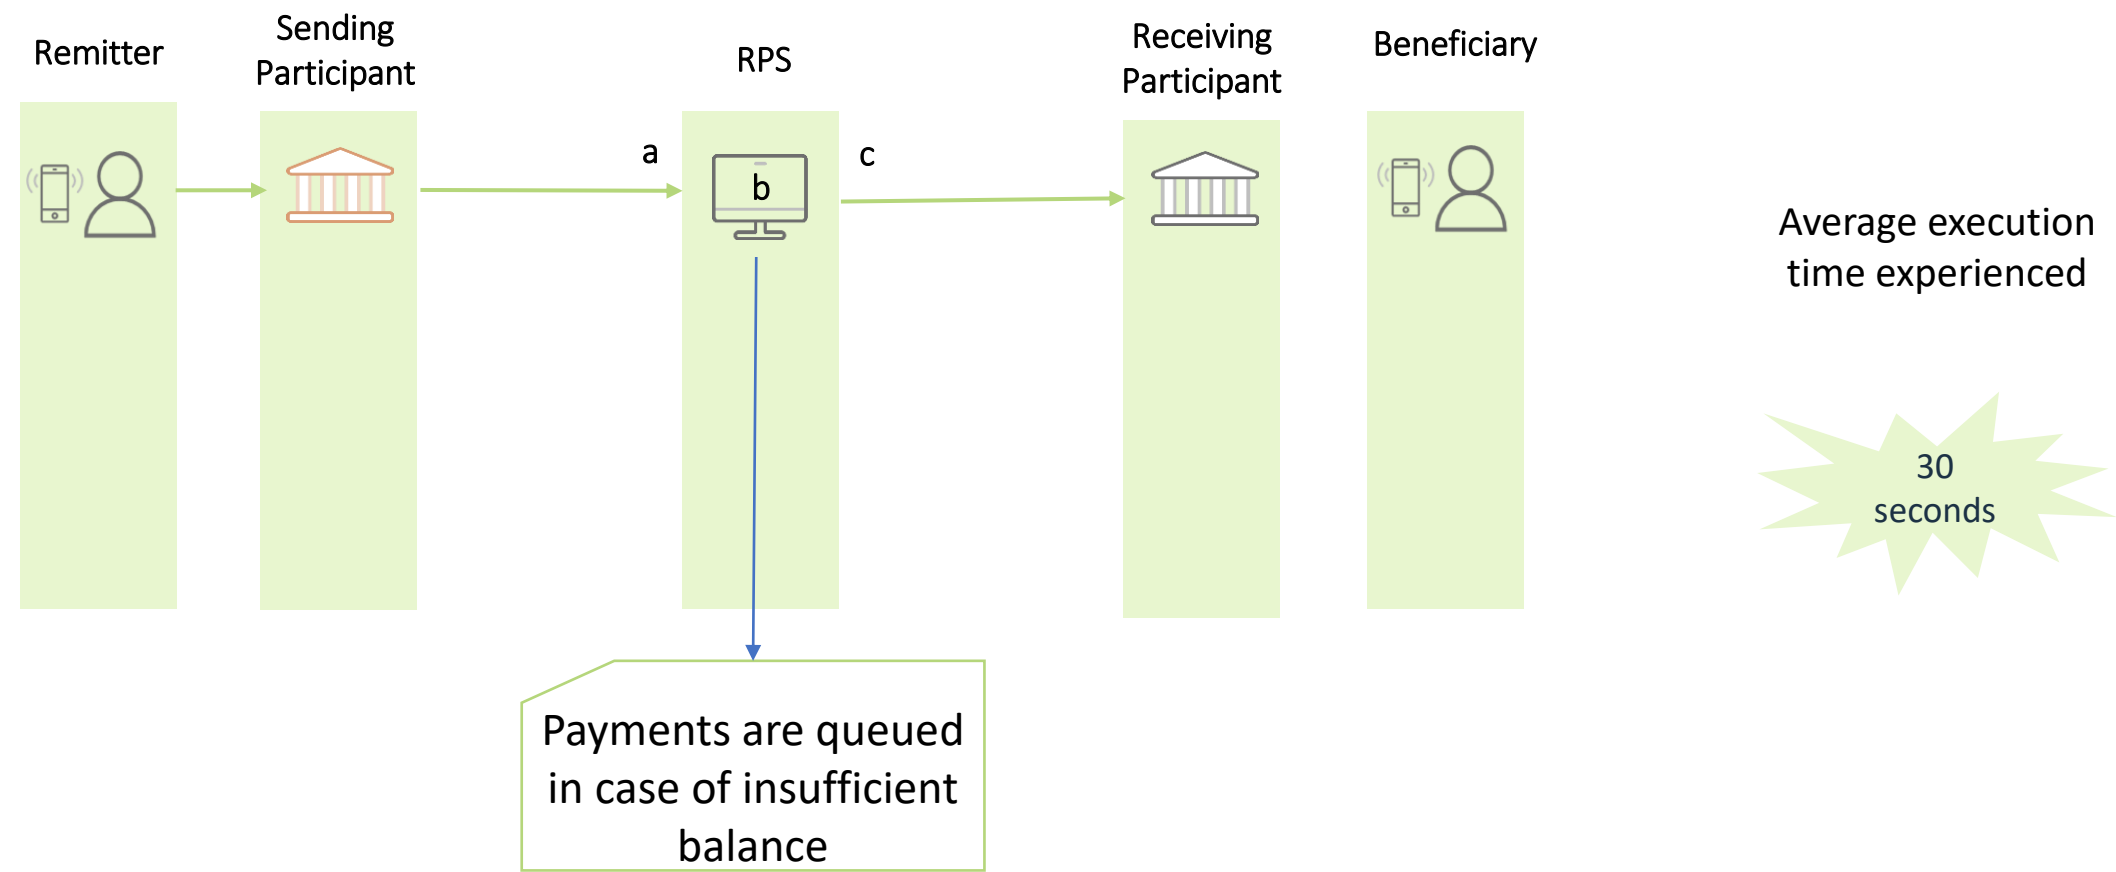 Remitter
Sending
Participant
RPS
Receiving
Participant
Beneficiary
a
b
c
Average execution
time experienced
30
seconds
Payments are queued
in case of insufficient
balance